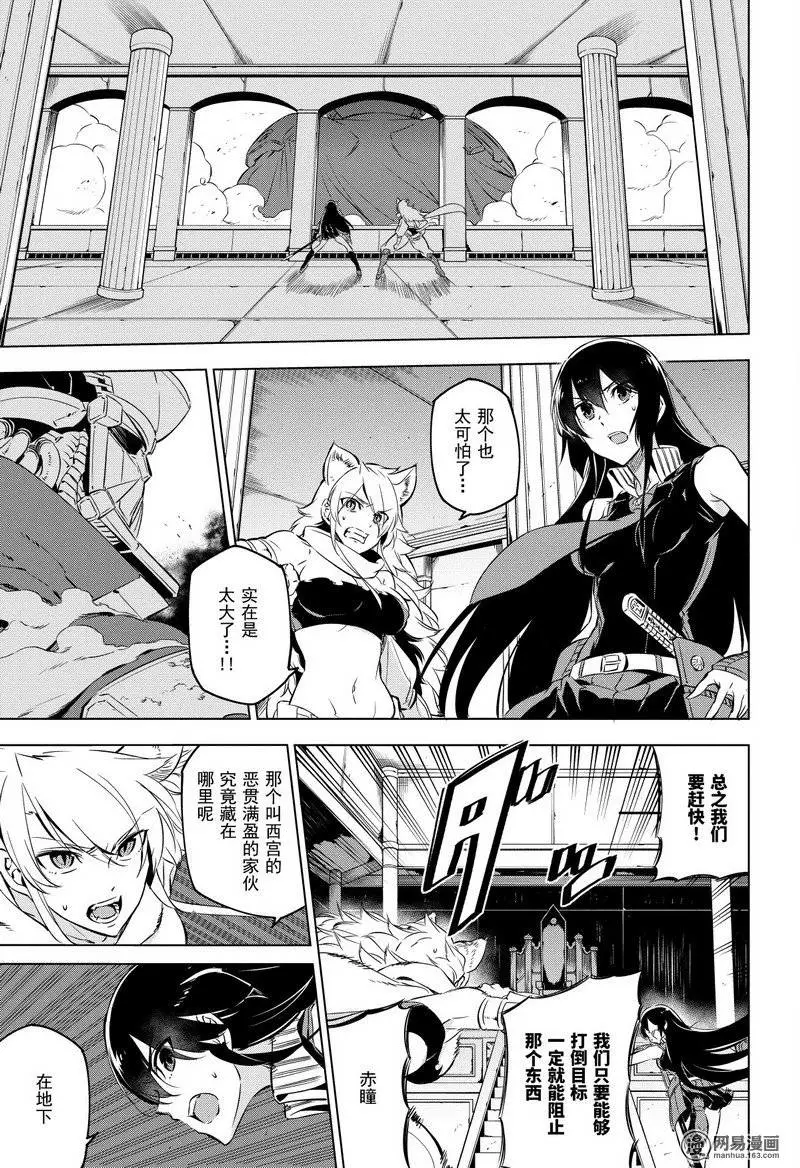 那个也
太可怕了…
实在是
太大了…!!
总之我们
要赶快！
我们只要能够
打倒目标
一定就能阻止
那个东西
赤瞳
那个叫西宫的
恶贯满盈的家伙
究竟藏在
哪里呢
在地下
网易漫画
manhua.163.com